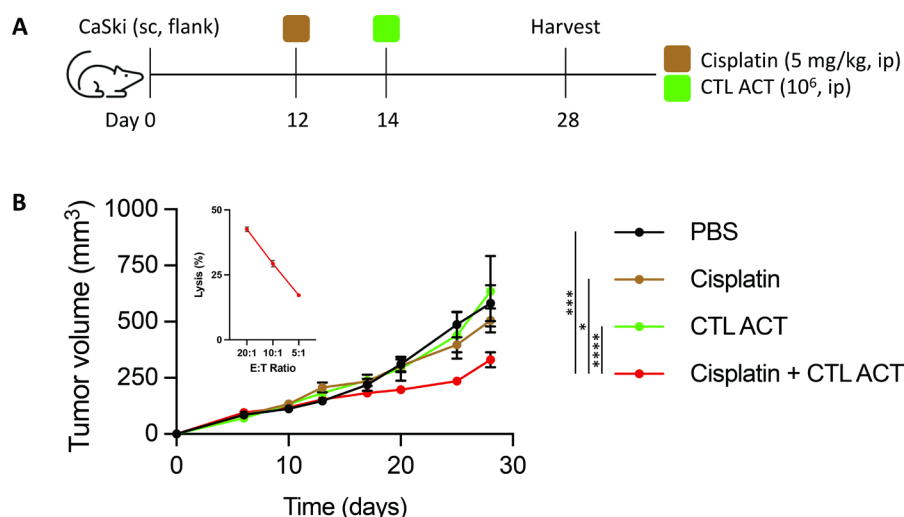 A
CaSki (sc, flank)
Harvest
Cisplatin (5 mg/kg, ip)
CTL ACT (10⁶, ip)
Day 0
12
14
28
B
Tumor volume (mm³)
1000
750
500
250
0
0
10
20
30
Time (days)
Lysis (%)
50
25
0
20:1
10:1
5:1
E:T Ratio
PBS
Cisplatin
CTL ACT
Cisplatin + CTL ACT
***
*
****